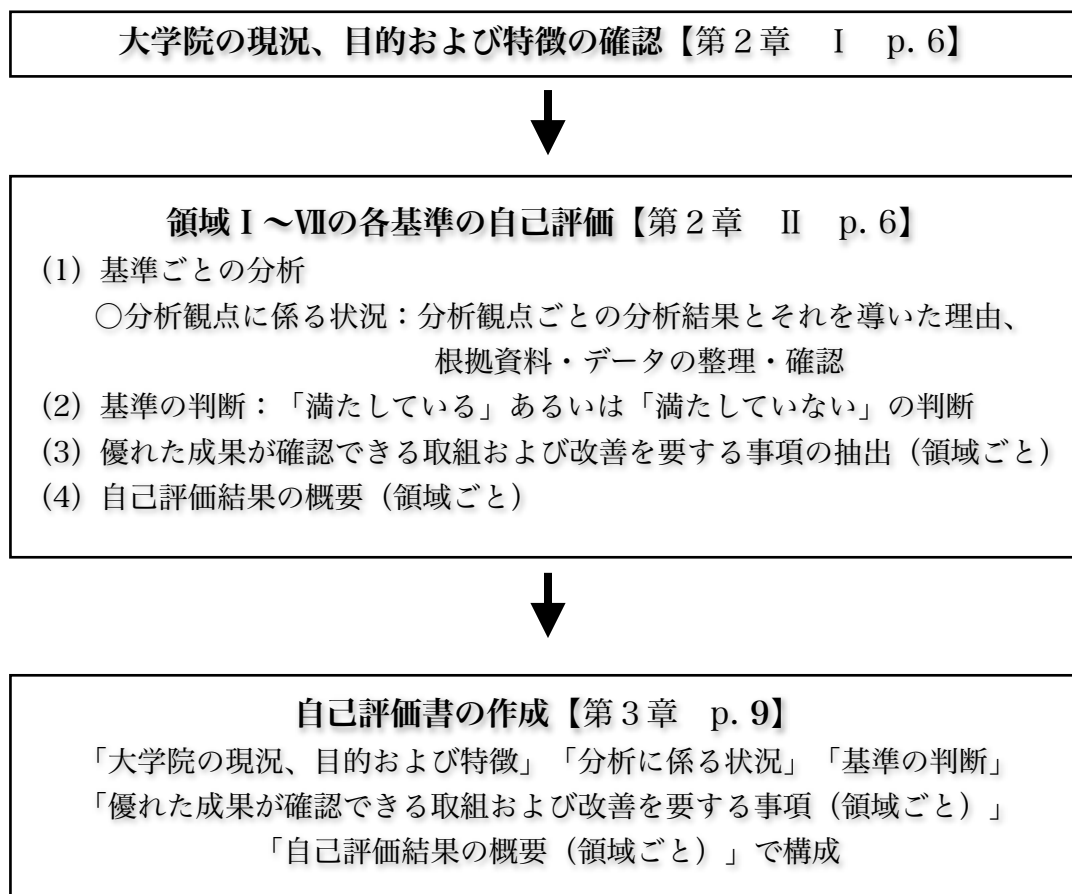 大学院の現況、目的および特徴の確認【第２章　Ⅰ　p. 6】
領域Ⅰ～Ⅶの各基準の自己評価【第２章　Ⅱ　p. 6】
(1) 基準ごとの分析
○分析観点に係る状況：分析観点ごとの分析結果とそれを導いた理由、
根拠資料・データの整理・確認
(2) 基準の判断：「満たしている」あるいは「満たしていない」の判断
(3) 優れた成果が確認できる取組および改善を要する事項の抽出（領域ごと）
(4) 自己評価結果の概要（領域ごと）
自己評価書の作成【第３章　p. 9】
「大学院の現況、目的および特徴」「分析に係る状況」「基準の判断」
「優れた成果が確認できる取組および改善を要する事項（領域ごと）」
「自己評価結果の概要（領域ごと）」で構成